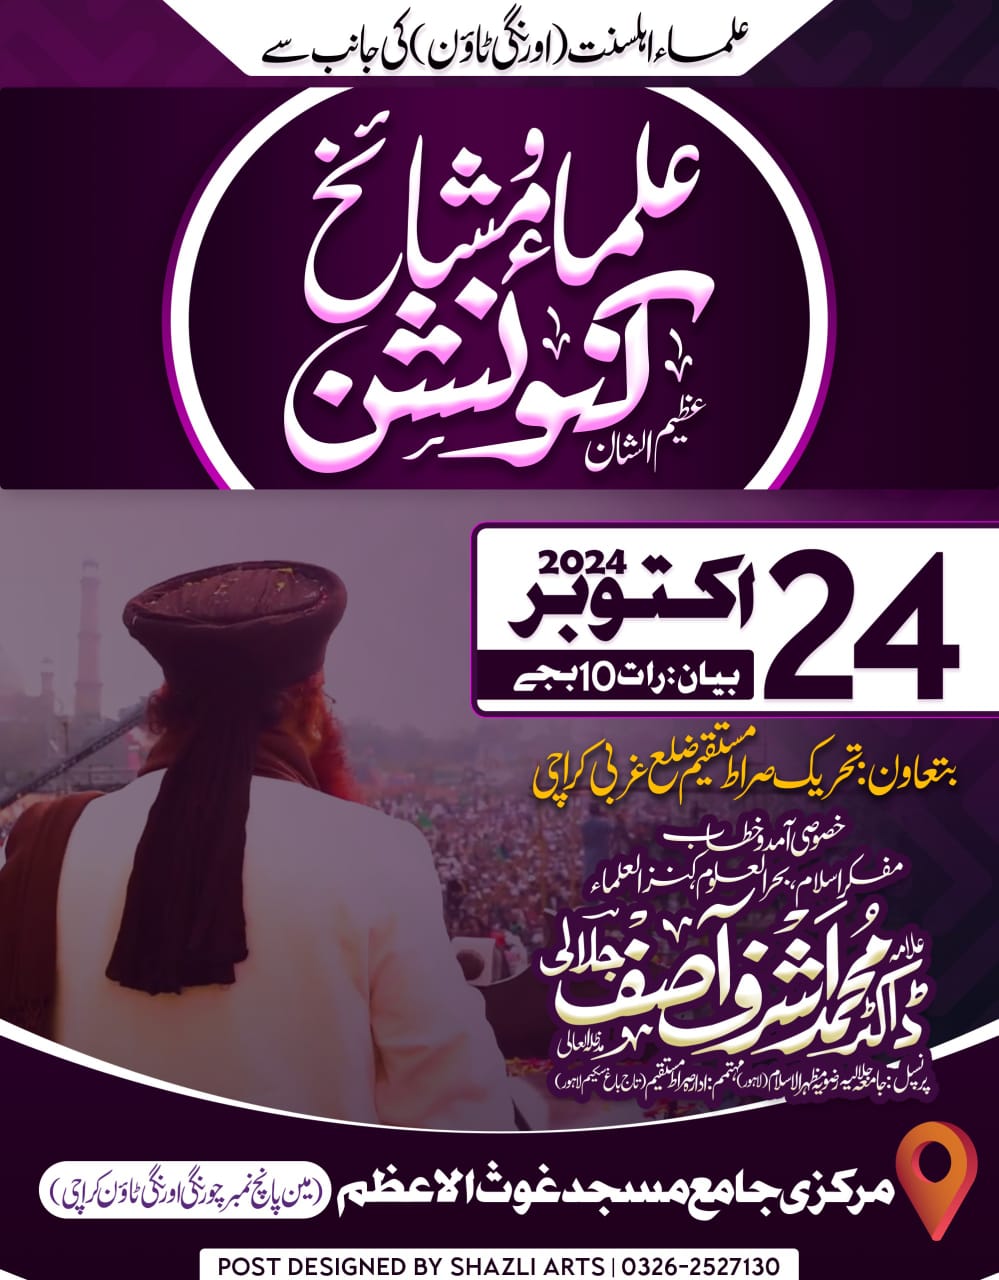 علماء اہلسنت (اورنگی ٹاؤن) کی جانب سے
علماء و مشائخ
کنونشن
عظیم الشان
24 اکتوبر 2024
بیان: رات 10 بجے
بتعاون: تحریک صراط مستقیم ضلع غربی کراچی
خصوصی آمد و خطاب
مفکر اسلام، بحر العلوم، کنز العلماء
علامہ ڈاکٹر محمد اشرف آصف جلالی
مدظلہ العالی
پرنسپل: جامعہ جلالیہ رضویہ مظہر الاسلام (لاہور) مہتمم: ادارہ صراط مستقیم (تاج باغ سکیم لاہور)
مرکزی جامع مسجد غوث الاعظم (مین پانچ نمبر چورنگی اورنگی ٹاؤن کراچی)
POST DESIGNED BY SHAZLI ARTS | 0326-2527130